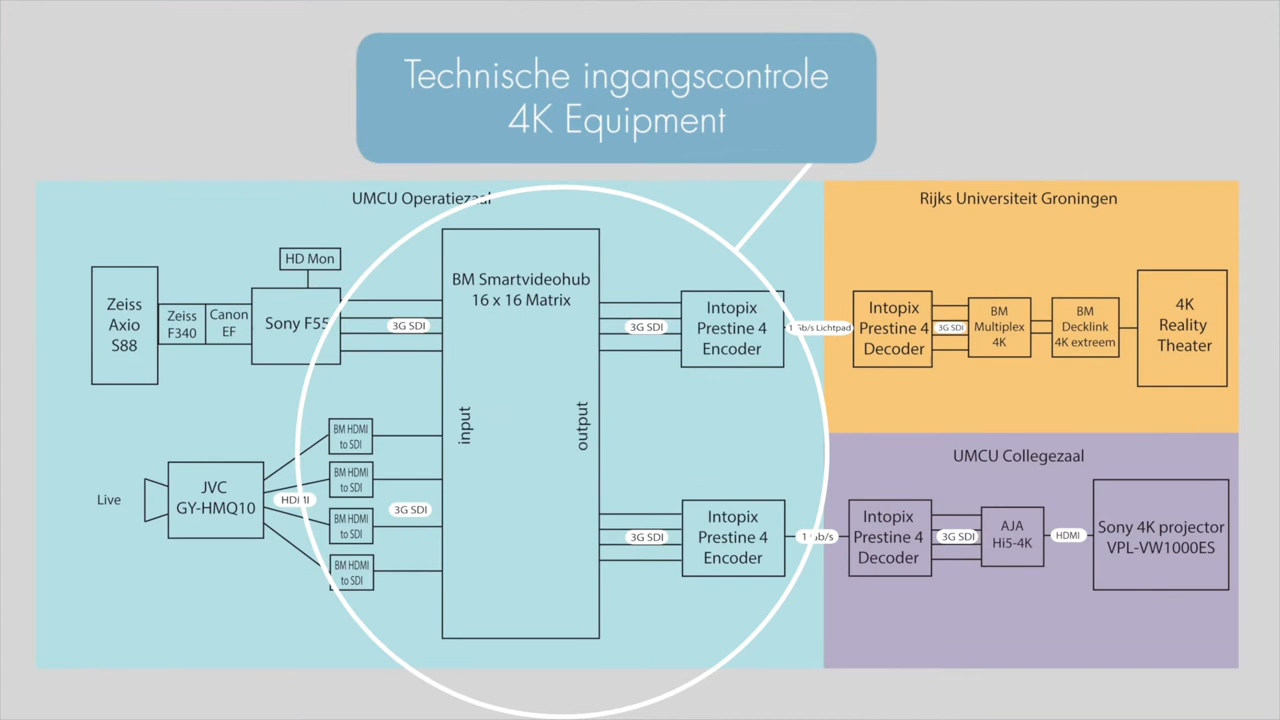 Technische ingangscontrole
4K Equipment
UMCU Operatiezaal
Rijks Universiteit Groningen
HD Mon
Zeiss
Axio
S88
Zeiss
F340
Canon
EF
Sony F55
3G SDI
BM Smartvideohub
16 x 16 Matrix
input
output
3G SDI
Intopix
Prestine 4
Encoder
Lichtpad
Intopix
Prestine 4
Decoder
3G SDI
BM
Multiplex
4K
BM
Decklink
4K extreem
4K
Reality
Theater
Live
JVC
GY-HMQ10
HDMI
BM HDMI
to SDI
BM HDMI
to SDI
BM HDMI
to SDI
BM HDMI
to SDI
3G SDI
3G SDI
Intopix
Prestine 4
Encoder
UMCU Collegezaal
Intopix
Prestine 4
Decoder
3G SDI
AJA
Hi5-4K
HDMI
Sony 4K projector
VPL-VW1000ES